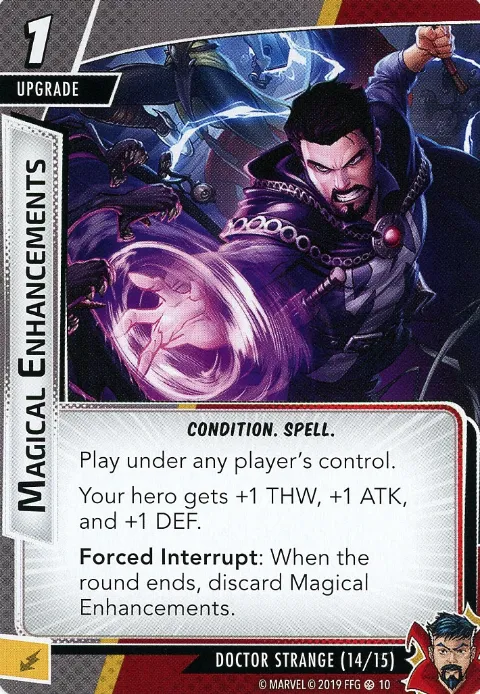 1
UPGRADE
MAGICAL ENHANCEMENTS
CONDITION. SPELL.
Play under any player's control.
Your hero gets +1 THW, +1 ATK,
and +1 DEF.
Forced Interrupt: When the
round ends, discard Magical
Enhancements.
DOCTOR STRANGE (14/15)
© MARVEL © 2019 FFG 10